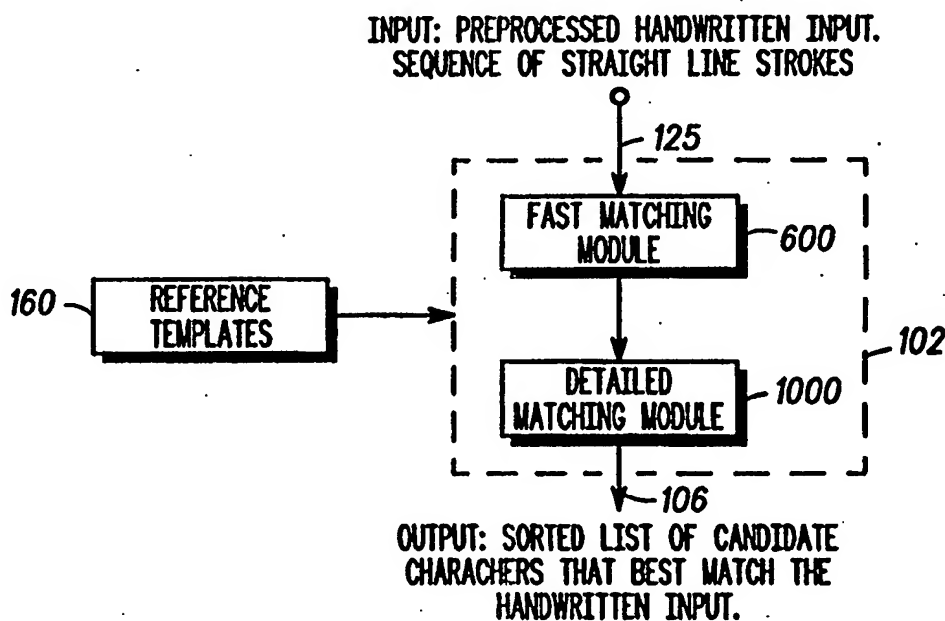 INPUT: PREPROCESSED HANDWRITTEN INPUT.
SEQUENCE OF STRAIGHT LINE STROKES
125
FAST MATCHING
MODULE
600
160
REFERENCE
TEMPLATES
102
DETAILED
MATCHING MODULE
1000
106
OUTPUT: SORTED LIST OF CANDIDATE
CHARACHERS THAT BEST MATCH THE
HANDWRITTEN INPUT.